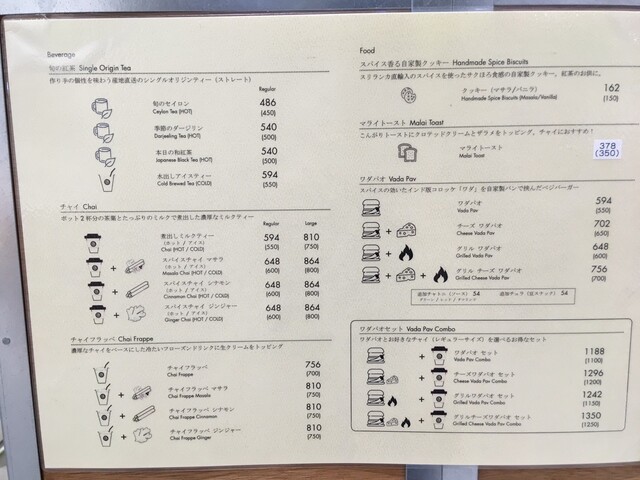 Beverage
旬の紅茶 Single Origin Tea
作り手の個性を味わう産地直送のシングルオリジンティー（ストレート）
Regular
旬のセイロン 486
Ceylon Tea (HOT) (450)
季節のダージリン 540
Darjeeling Tea (HOT) (500)
本日の和紅茶 540
Japanese Black Tea (HOT) (500)
水出しアイスティー 594
Cold Brewed Tea (COLD) (550)
チャイ Chai
ポット2杯分の茶葉とたっぷりのミルクで煮出した濃厚なミルクティー
Regular Large
煮出しミルクティー 594 810
(ホット / アイス) (550) (750)
Chai (HOT / COLD)
スパイスチャイ マサラ 648 864
(ホット / アイス) (600) (800)
Masala Chai (HOT / COLD)
スパイスチャイ シナモン 648 864
(ホット / アイス) (600) (800)
Cinnamon Chai (HOT / COLD)
スパイスチャイ ジンジャー 648 864
(ホット / アイス) (600) (800)
Ginger Chai (HOT / COLD)
チャイフラッペ Chai Frappe
濃厚なチャイをベースにした冷たいフローズンドリンクに生クリームをトッピング
チャイフラッペ 756
Chai Frappe (700)
チャイフラッペ マサラ 810
Chai Frappe Masala (750)
チャイフラッペ シナモン 810
Chai Frappe Cinnamon (750)
チャイフラッペ ジンジャー 810
Chai Frappe Ginger (750)
Food
スパイス香る自家製クッキー Handmade Spice Biscuits
スリランカ直輸入のスパイスを使ったサクほろ食感の自家製クッキー。紅茶のお供に。
クッキー (マサラ/バニラ) 162
Handmade Spice Biscuits (Masala/Vanilla) (150)
マライトースト Malai Toast
こんがりトーストにクロテッドクリームとザラメをトッピング。チャイにおすすめ！
マライトースト 378
Malai Toast (350)
ワダパオ Vada Pav
スパイスの効いたインド版コロッケ「ワダ」を自家製パンで挟んだベジバーガー
ワダパオ 594
Vada Pav (550)
チーズ ワダパオ 702
Cheese Vada Pav (650)
グリル ワダパオ 648
Grilled Vada Pav (600)
グリル チーズ ワダパオ 756
Grilled Cheese Vada Pav (700)
追加チャトニ (ソース) 54 追加チュラ (豆スナック) 54
ワダパオセット Vada Pav Combo
ワダパオとお好きなチャイ (レギュラーサイズ) を選べるお得なセット
ワダパオ セット 1188
Vada Pav Combo (1100)
チーズワダパオ セット 1296
Cheese Vada Pav Combo (1200)
グリルワダパオ セット 1242
Grilled Vada Pav Combo (1150)
グリルチーズワダパオ セット 1350
Grilled Cheese Vada Pav Combo (1250)